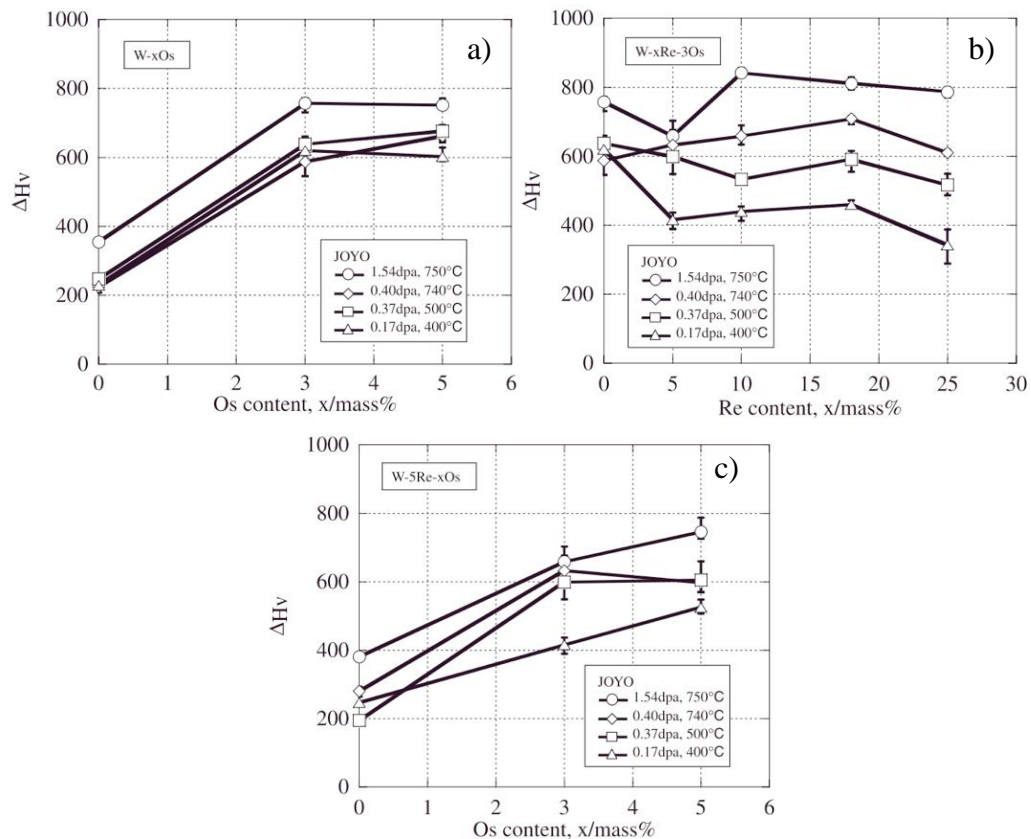 1000
800
600
400
200
0
ΔHv
W-xOs
a)
JOYO
1.54dpa, 750°C
0.40dpa, 740°C
0.37dpa, 500°C
0.17dpa, 400°C
0 1 2 3 4 5 6
Os content, x/mass%
1000
800
600
400
200
0
ΔHv
W-xRe-3Os
b)
JOYO
1.54dpa, 750°C
0.40dpa, 740°C
0.37dpa, 500°C
0.17dpa, 400°C
0 5 10 15 20 25 30
Re content, x/mass%
1000
800
600
400
200
0
ΔHv
W-5Re-xOs
c)
JOYO
1.54dpa, 750°C
0.40dpa, 740°C
0.37dpa, 500°C
0.17dpa, 400°C
0 1 2 3 4 5 6
Os content, x/mass%